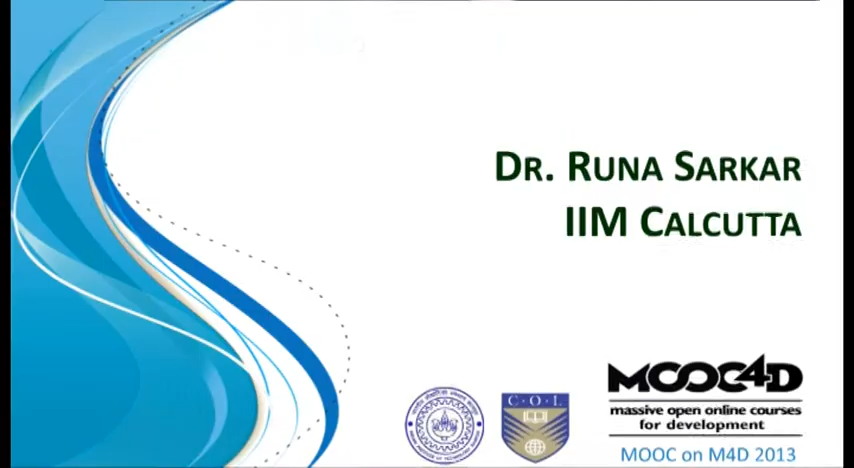 DR. RUNA SARKAR
IIM CALCUTTA
C·O·L
MOOC4D
massive open online courses
for development
MOOC on M4D 2013